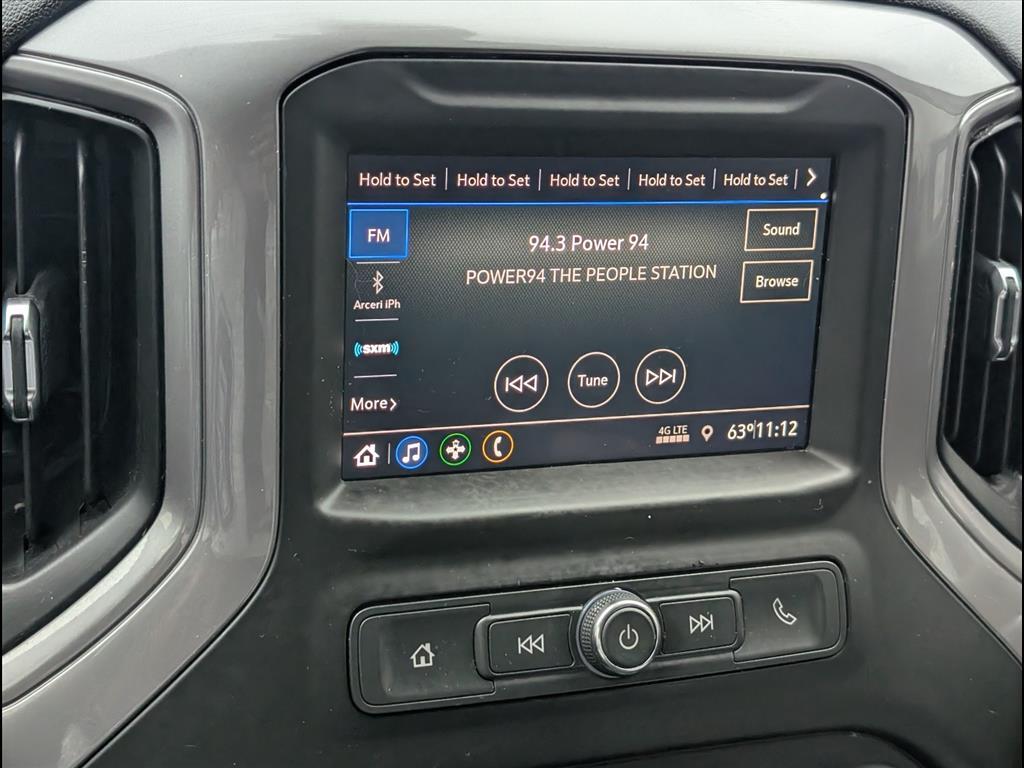 Hold to Set Hold to Set Hold to Set Hold to Set Hold to Set
FM
94.3 Power 94
Sound
POWER94 THE PEOPLE STATION
Browse
Arceri iPh
sxm
Tune
More
4G LTE
63° 11:12